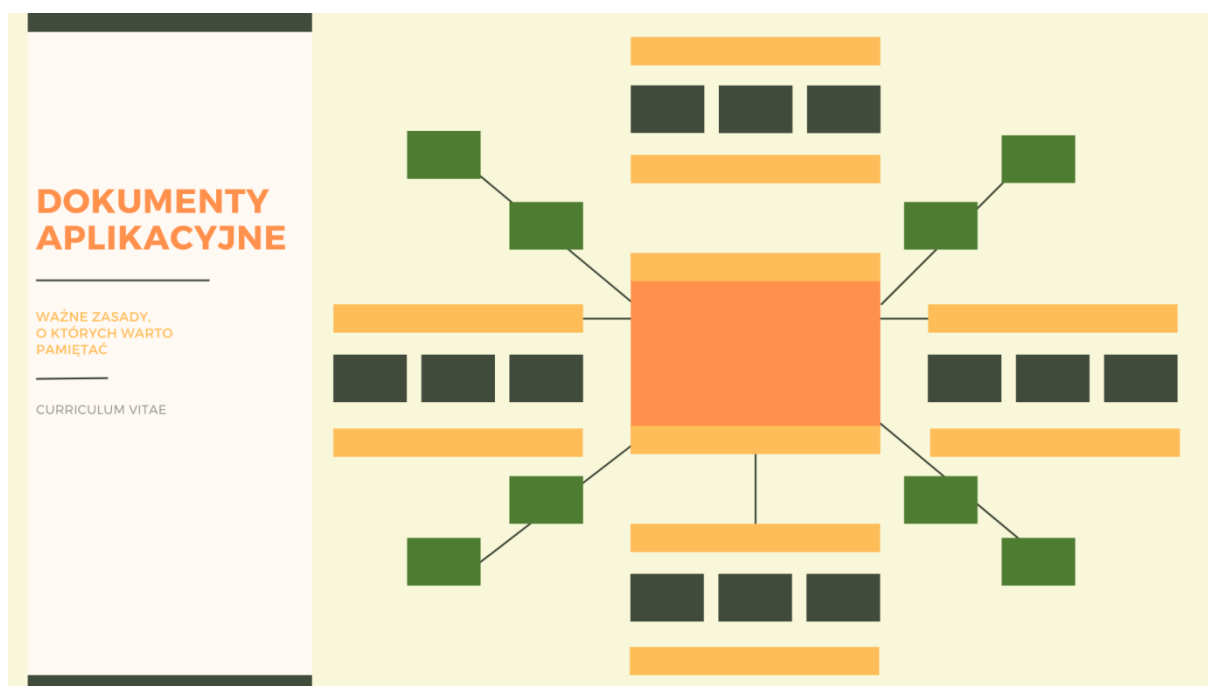 DOKUMENTY
APLIKACYJNE
WAŻNE ZASADY,
O KTÓRYCH WARTO
PAMIĘTAĆ
CURRICULUM VITAE